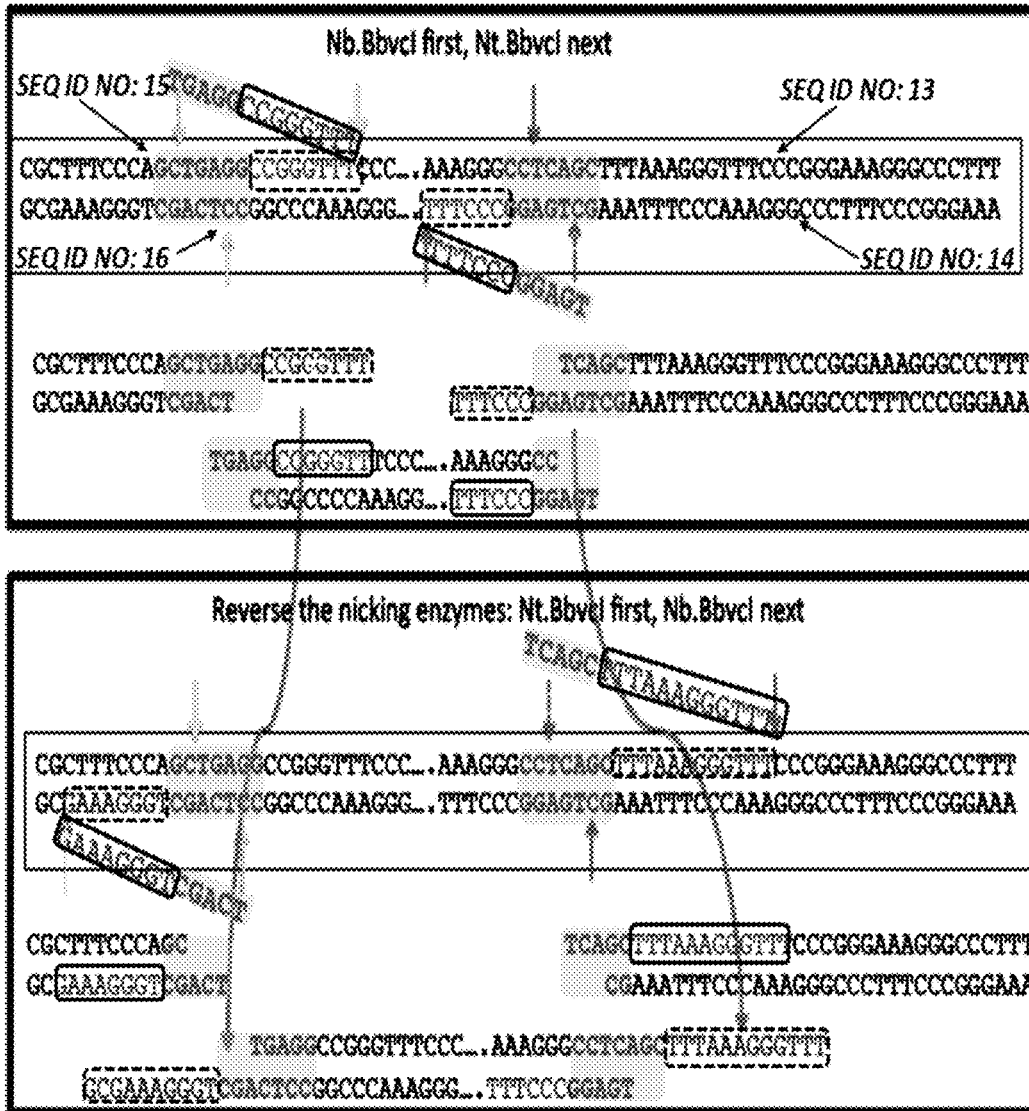 Nb.BbvcI first, Nt.BbvcI next
SEQ ID NO: 15
TGAGGCCGGGTTT
SEQ ID NO: 13
CGCTTTCCCAGCTGAGGCCGGGTTTCCC....AAAGGGCCTCAGCTTTAAAGGGTTTCCCGGGAAAGGGCCCTTT
GCGAAAGGGTCGACTCCGGCCCAAAGGG...TTTCCCGGAGTCGAAATTTCCCAAAGGGCCCTTTCCCGGGAAA
SEQ ID NO: 16
TTTCCCGGAGT
SEQ ID NO: 14
CGCTTTCCCAGCTGAGGCCGGGTTT TCAGCTTTAAAGGGTTTCCCGGGAAAGGGCCCTTT
GCGAAAGGGTCGACT TTTCCCGGAGTCGAAATTTCCCAAAGGGCCCTTTCCCGGGAAA
TGAGGCCGGGTTTCCC....AAAGGGCC
CCGGCCCCAAAGG...TTTCCCGGAGT
Reverse the nicking enzymes: Nt.BbvcI first, Nb.BbvcI next
TCAGCTTTAAAGGGTTT
CGCTTTCCCAGCTGAGGCCGGGTTTCCC....AAAGGGCCTCAGCTTTAAAGGGTTTCCCGGGAAAGGGCCCTTT
GCGAAAGGGTCGACTCCGGCCCAAAGGG...TTTCCCGGAGTCGAAATTTCCCAAAGGGCCCTTTCCCGGGAAA
GAAAGGGTCGACT
CGCTTTCCCAGC TCAGCTTTAAAGGGTTTCCCGGGAAAGGGCCCTTT
GCGAAAGGGTCGACT CGAAATTTCCCAAAGGGCCCTTTCCCGGGAAA
TGAGGCCGGGTTTCCC....AAAGGGCCTCAGCTTTAAAGGGTTT
GCGAAAGGGTCGACTCCGGCCCAAAGGG...TTTCCCGGAGT